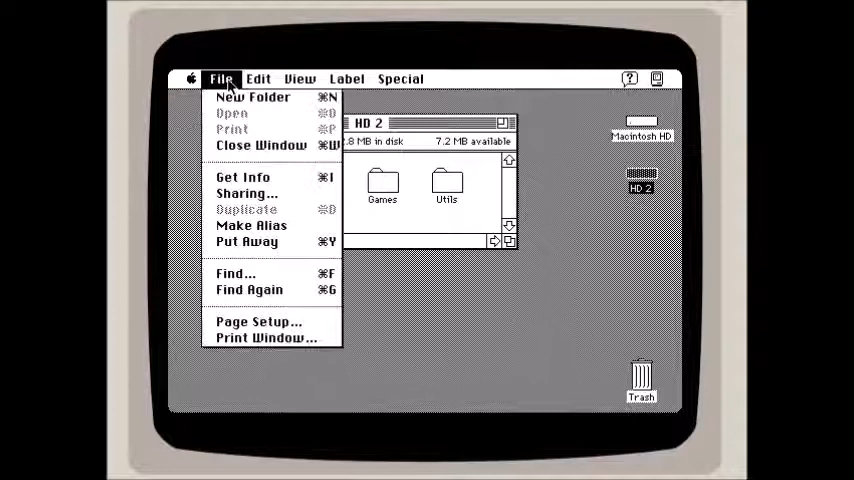 File Edit View Label Special
New Folder ⌘N
Open ⌘O
Print ⌘P
Close Window ⌘W
Get Info ⌘I
Sharing...
Duplicate ⌘D
Make Alias
Put Away ⌘Y
Find... ⌘F
Find Again ⌘G
Page Setup...
Print Window...
HD 2
.8 MB in disk 7.2 MB available
Games Utils
Macintosh HD
HD 2
Trash